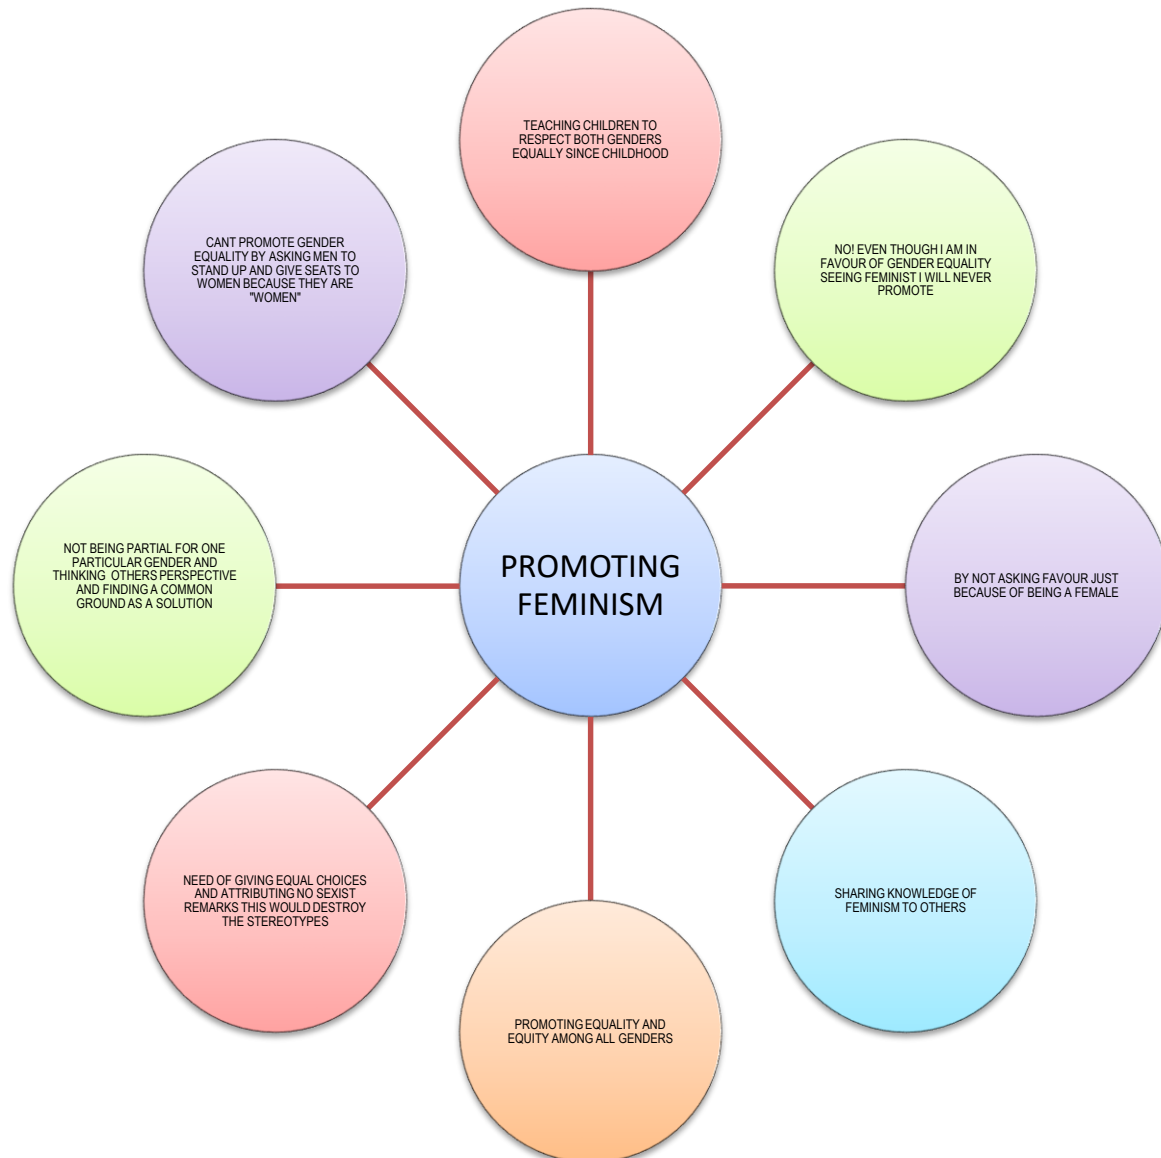 TEACHING CHILDREN TO
RESPECT BOTH GENDERS
EQUALLY SINCE CHILDHOOD
NO! EVEN THOUGH I AM IN
FAVOUR OF GENDER EQUALITY
SEEING FEMINIST I WILL NEVER
PROMOTE
BY NOT ASKING FAVOUR JUST
BECAUSE OF BEING A FEMALE
SHARING KNOWLEDGE OF
FEMINISM TO OTHERS
PROMOTING EQUALITY AND
EQUITY AMONG ALL GENDERS
NEED OF GIVING EQUAL CHOICES
AND ATTRIBUTING NO SEXIST
REMARKS THIS WOULD DESTROY
THE STEREOTYPES
NOT BEING PARTIAL FOR ONE
PARTICULAR GENDER AND
THINKING OTHERS PERSPECTIVE
AND FINDING A COMMON
GROUND AS A SOLUTION
CANT PROMOTE GENDER
EQUALITY BY ASKING MEN TO
STAND UP AND GIVE SEATS TO
WOMEN BECAUSE THEY ARE
"WOMEN"
PROMOTING
FEMINISM